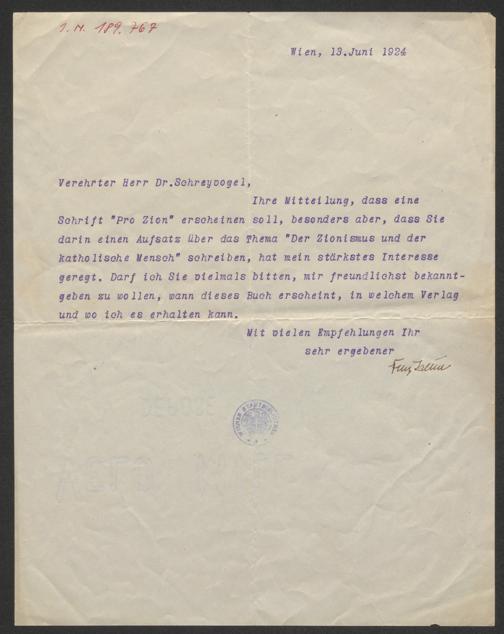 I.N. 189.767
Wien, 13.Juni 1924
Verehrter Herr Dr.Schreyvogel,
Ihre Mitteilung, dass eine
Schrift "Pro Zion" erscheinen soll, besonders aber, dass Sie
darin einen Aufsatz über das Thema "Der Zionismus und der
katholische Mensch" schreiben, hat mein stärkstes Interesse
geregt. Darf ich Sie vielmals bitten, mir freundlichst bekannt-
geben zu wollen, wann dieses Buch erscheint, in welchem Verlag
und wo ich es erhalten kann.
Mit vielen Empfehlungen Ihr
sehr ergebener